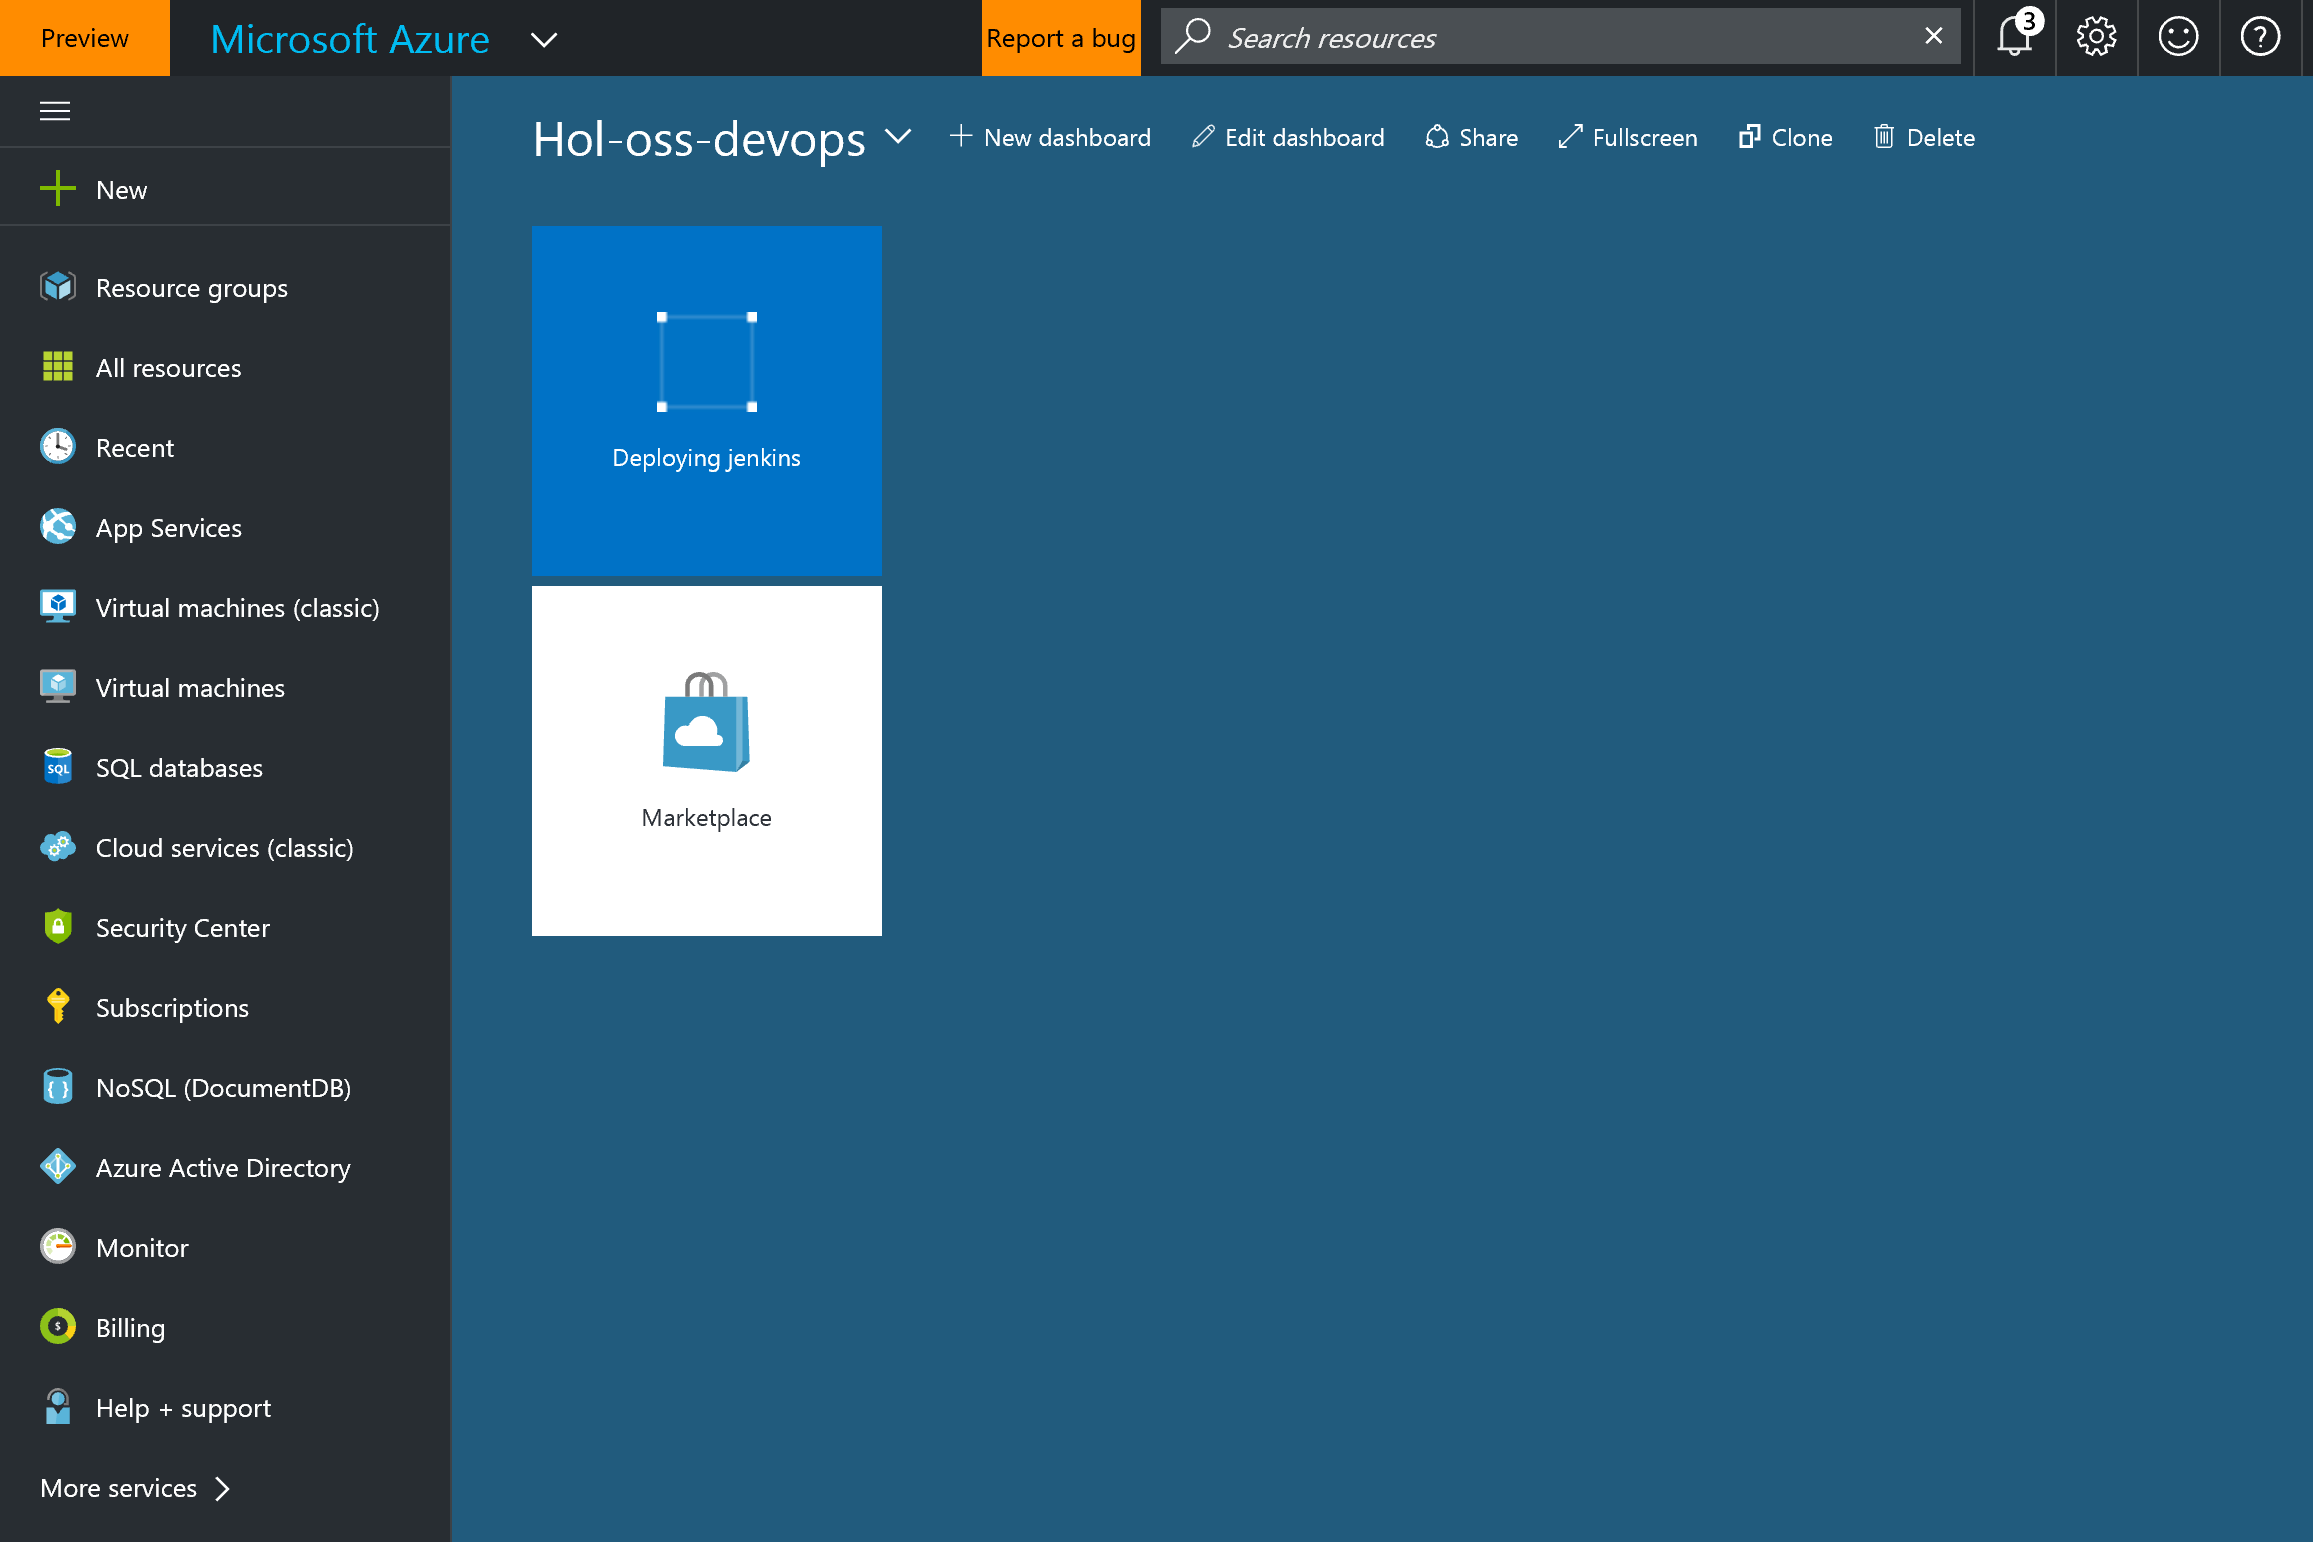 Preview
Microsoft Azure
Report a bug
Search resources
3
?
New
Resource groups
All resources
Recent
App Services
Virtual machines (classic)
Virtual machines
SQL
SQL databases
Cloud services (classic)
Security Center
Subscriptions
{ }
NoSQL (DocumentDB)
Azure Active Directory
Monitor
$
Billing
Help + support
More services
Hol-oss-devops
New dashboard
Edit dashboard
Share
Fullscreen
Clone
Delete
Deploying jenkins
Marketplace